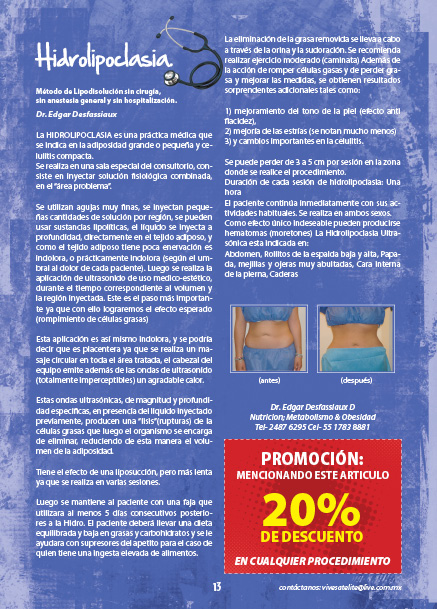 Hidrolipoclasia
Método de Lipodisolución sin cirugía,
sin anestesia general y sin hospitalización.
Dr. Edgar Desfassiaux
La HIDROLIPOCLASIA es una práctica médica que
se indica en la adiposidad grande o pequeña y ce-
lulitis compacta.
Se realiza en una sala especial del consultorio, con-
siste en inyectar solución fisiológica combinada,
en el "área problema".
Se utilizan agujas muy finas, se inyectan peque-
ñas cantidades de solución por región, se pueden
usar sustancias lipolíticas, el líquido se inyecta a
profundidad, directamente en el tejido adiposo, y
como el tejido adiposo tiene poca enervación es
indolora, o prácticamente indolora (según el um-
bral al dolor de cada paciente). Luego se realiza la
aplicación de ultrasonido de uso medico-estético,
durante el tiempo correspondiente al volumen y
la región inyectada. Este es el paso más importan-
te ya que con ello lograremos el efecto esperado
(rompimiento de células grasas)
Esta aplicación es así mismo indolora, y se podría
decir que es placentera ya que se realiza un ma-
saje circular en toda el área tratada, el cabezal del
equipo emite además de las ondas de ultrasonido
(totalmente imperceptibles) un agradable calor.
Estas ondas ultrasónicas, de magnitud y profundi-
dad específicas, en presencia del líquido inyectado
previamente, producen una "lisis"(rupturas) de la
células grasas que luego el organismo se encarga
de eliminar, reduciendo de esta manera el volu-
men de la adiposidad.
Tiene el efecto de una liposucción, pero más lenta
ya que se realiza en varias sesiones.
Luego se mantiene al paciente con una faja que
utilizara al menos 5 días consecutivos posterio-
res a la Hidro. El paciente deberá llevar una dieta
equilibrada y baja en grasas y carbohidratos y se le
ayudara con supresores del apetito para el caso de
quien tiene una ingesta elevada de alimentos.
La eliminación de la grasa removida se lleva a cabo
a través de la orina y la sudoración. Se recomienda
realizar ejercicio moderado (caminata) Además de
la acción de romper células gasas y de perder gra-
sa y mejorar las medidas, se obtienen resultados
sorprendentes adicionales tales como:
1) mejoramiento del tono de la piel (efecto anti
flacidez),
2) mejoría de las estrías (se notan mucho menos)
3) y cambios importantes en la celulitis.
Se puede perder de 3 a 5 cm por sesión en la zona
donde se realice el procedimiento.
Duración de cada sesión de hidrolipoclasia: Una
hora
El paciente continúa inmediatamente con sus ac-
tividades habituales. Se realiza en ambos sexos.
Como efecto único indeseable pueden producirse
hematomas (moretones) La Hidrolipoclasia Ultra-
sónica esta indicada en:
Abdomen, Rollitos de la espalda baja y alta, Papa-
da, mejillas y ojeras muy abultadas, Cara interna
de la pierna, Caderas
(antes) (después)
Dr. Edgar Desfassiaux D
Nutricion; Metabolismo & Obesidad
Tel- 2487 6295 Cel- 55 1783 8881
PROMOCIÓN:
MENCIONANDO ESTE ARTICULO
20%
DE DESCUENTO
EN CUALQUIER PROCEDIMIENTO
13
contáctanos: vivesatelite@live.com.mx